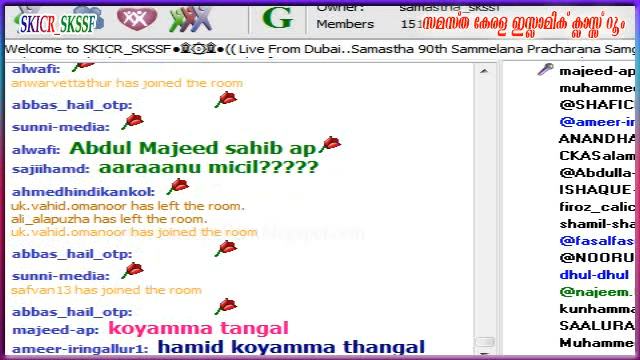 SKICR_SKSSF
G
Owner: samastha_skssf
Members 151
സമസ്ത കേരള ഇസ്ലാമിക് ക്ലാസ്സ് റൂം
Welcome to SKICR_SKSSF●۩۞۩●(( Live From Dubai..Samastha 90th Sammelana Pracharana Samg
alwafi:
anwarvettathur has joined the room
abbas_hail_otp:
sunni-media:
alwafi: Abdul Majeed sahib ap
sajiihamd: aaraaanu micil?????
ahmedhindikankol:
uk.vahid.omanoor has left the room.
ali_alapuzha has left the room.
uk.vahid.omanoor has joined the room
abbas_hail_otp:
sunni-media:
safvan13 has joined the room
abbas_hail_otp:
majeed-ap: koyamma tangal
ameer-iringallur1: hamid koyamma thangal
majeed-ap
muhammed
@SHAFIC
@ameer-irin
ANANDHA
CKASalam
@Abdulla-
ISHAQUE-
firoz_calic
shamil-sha
@fasalfas
@NOORU
dhul-dhul
@najeem.
kunhamma
SAALURA
Muhammed